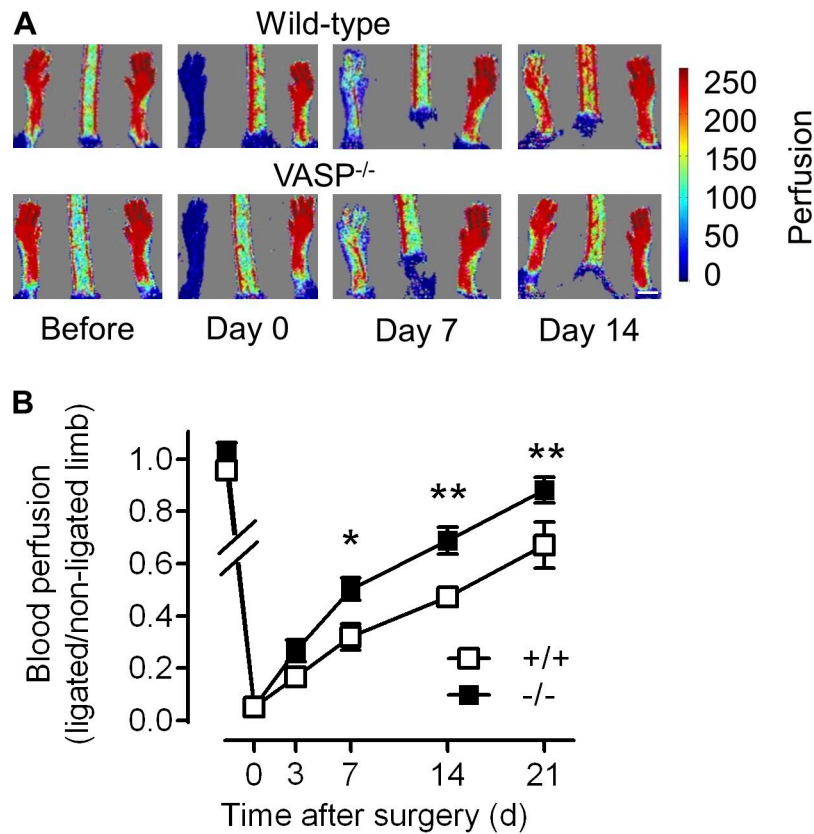 A
Wild-type
VASP-/-
Before Day 0 Day 7 Day 14
250
200
150
100
50
0
Perfusion
B
Blood perfusion
(ligated/non-ligated limb)
1.0
0.8
0.6
0.4
0.2
0.0
* ** **
+/+
-/-
0 3 7 14 21
Time after surgery (d)